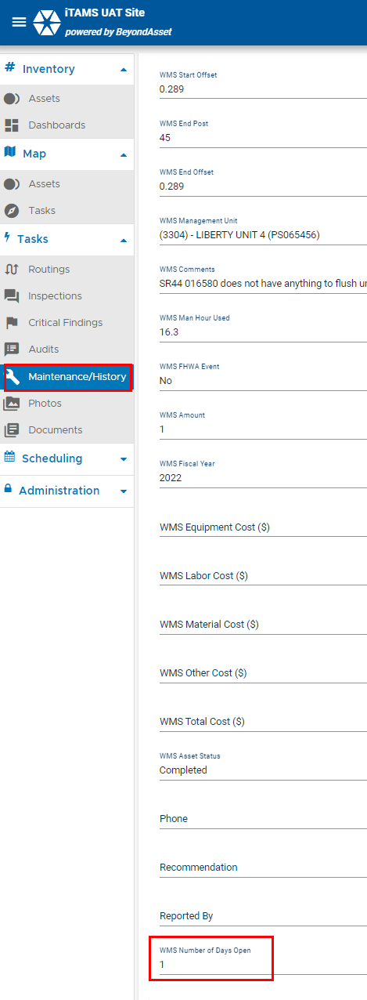 iTAMS UAT Site
powered by BeyondAsset
# Inventory
Assets
Dashboards
Map
Assets
Tasks
Tasks
Routings
Inspections
Critical Findings
Audits
Maintenance/History
Photos
Documents
Scheduling
Administration
WMS Start Offset
0.289
WMS End Post
45
WMS End Offset
0.289
WMS Management Unit
(3304) - LIBERTY UNIT 4 (PS065456)
WMS Comments
SR44 016580 does not have anything to flush
WMS Man Hour Used
16.3
WMS FHWA Event
No
WMS Amount
1
WMS Fiscal Year
2022
WMS Equipment Cost ($)
WMS Labor Cost ($)
WMS Material Cost ($)
WMS Other Cost ($)
WMS Total Cost ($)
WMS Asset Status
Completed
Phone
Recommendation
Reported By
WMS Number of Days Open
1